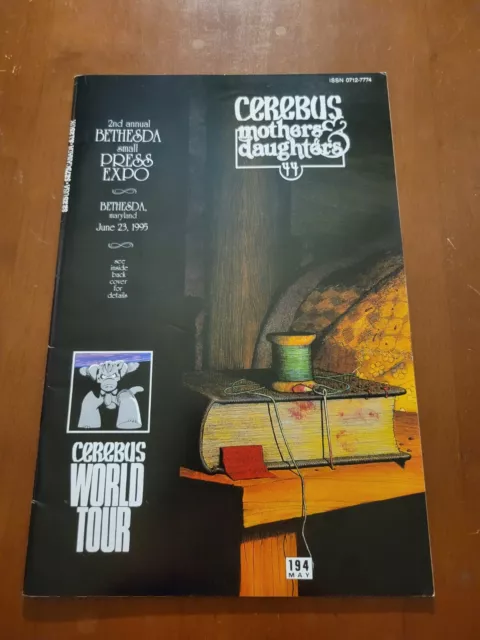 ISSN 0712-7774
CEREBUS
mothers &
daughters
44
2nd annual
BETHESDA
small
PRESS
EXPO
BETHESDA,
maryland
June 23, 1995
see
inside
back
cover
for
details
CEREBUS
WORLD
TOUR
194
MAY